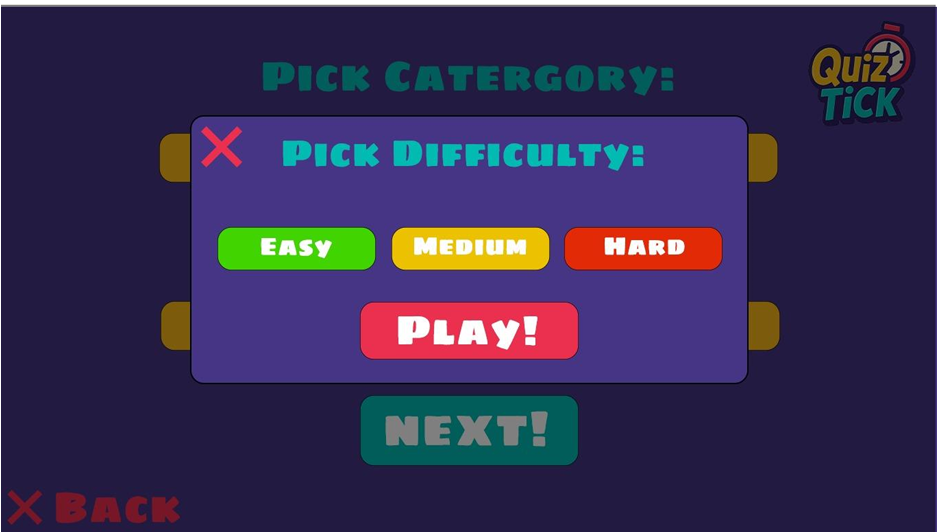 Pick Catergory:
Quiz
TiCK
Pick Difficulty:
Easy
Medium
Hard
Play!
NEXT!
Back